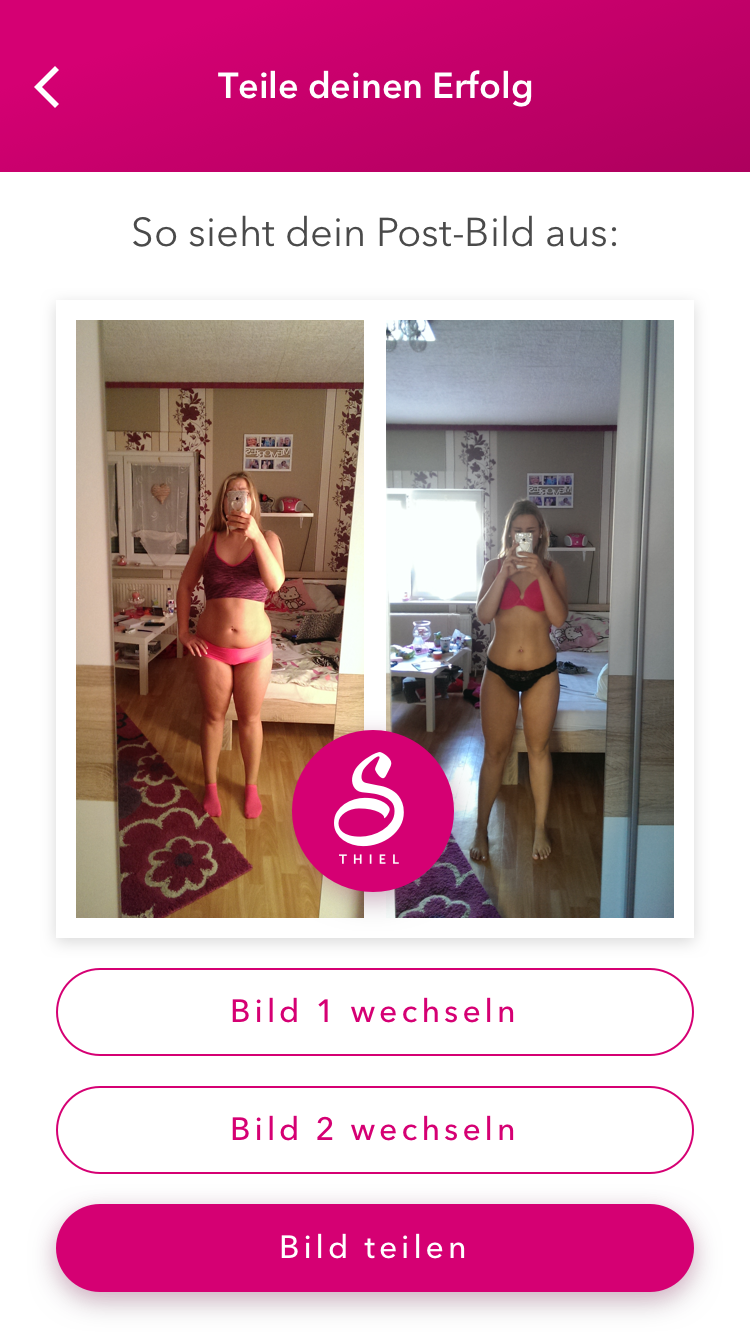 Teile deinen Erfolg
So sieht dein Post-Bild aus:
THIEL
Bild 1 wechseln
Bild 2 wechseln
Bild teilen